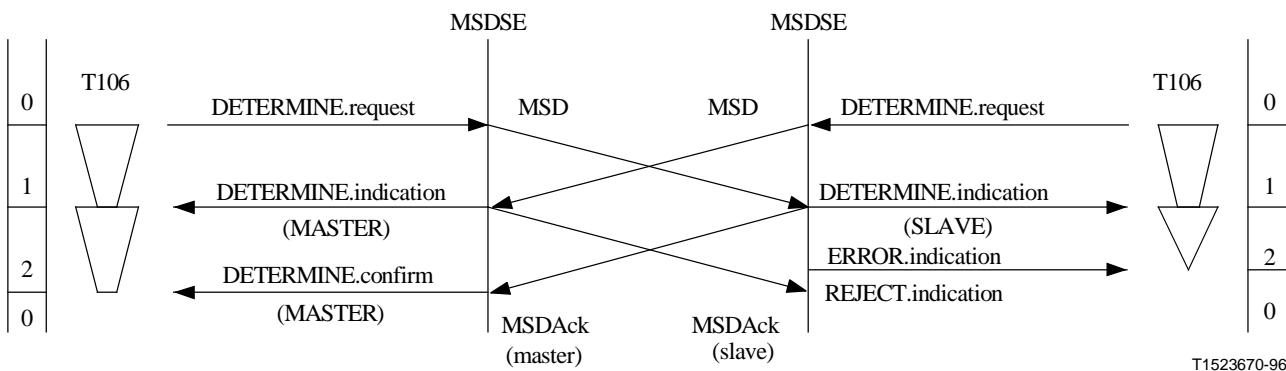 MSDSE MSDSE
T106 T106
0 DETERMINE.request MSD MSD DETERMINE.request 0
1 DETERMINE.indication DETERMINE.indication 1
(MASTER) (SLAVE)
2 DETERMINE.confirm ERROR.indication 2
(MASTER) REJECT.indication
0 0
MSDAck MSDAck
(master) (slave)
T1523670-96